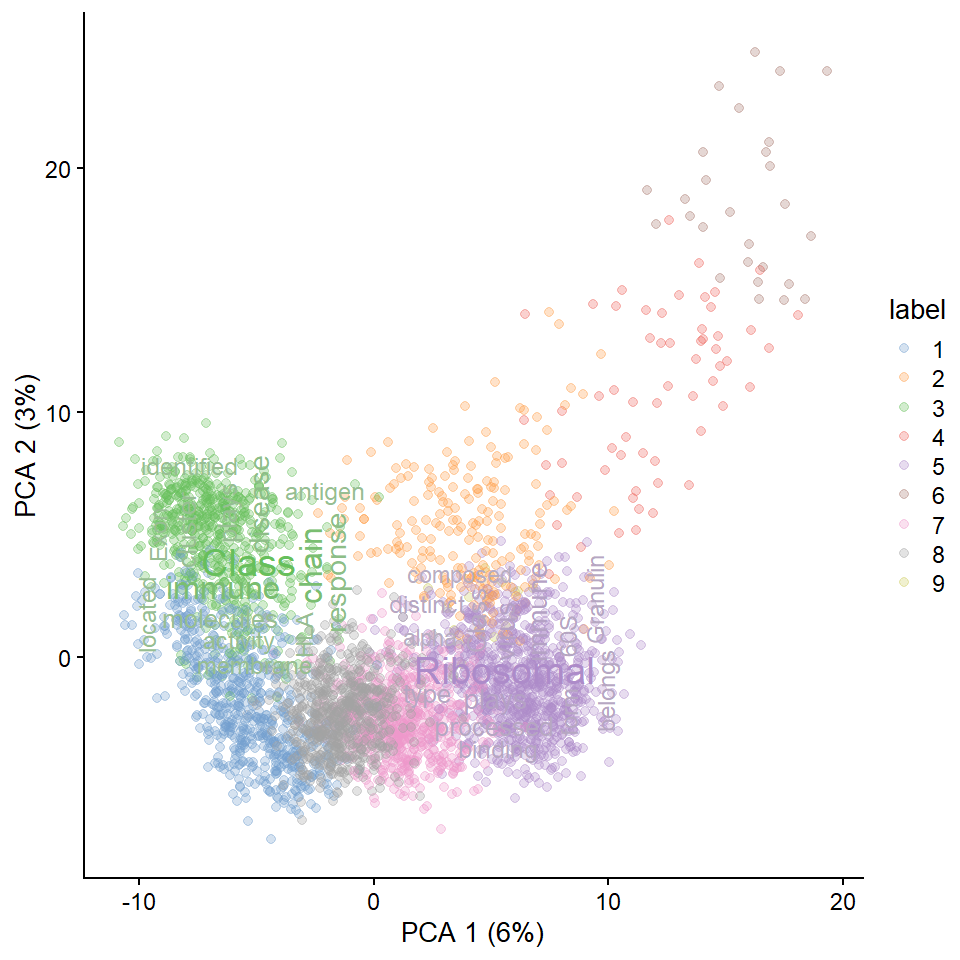 20
10
0
-10
0
10
20
PCA 1 (6%)
PCA 2 (3%)
identified
disease
antigen
Class
chain
response
immune
located
molecules
activity
membrane
composed
distinct
Granulin
Ribosomal
belongs
binding
label
1
2
3
4
5
6
7
8
9